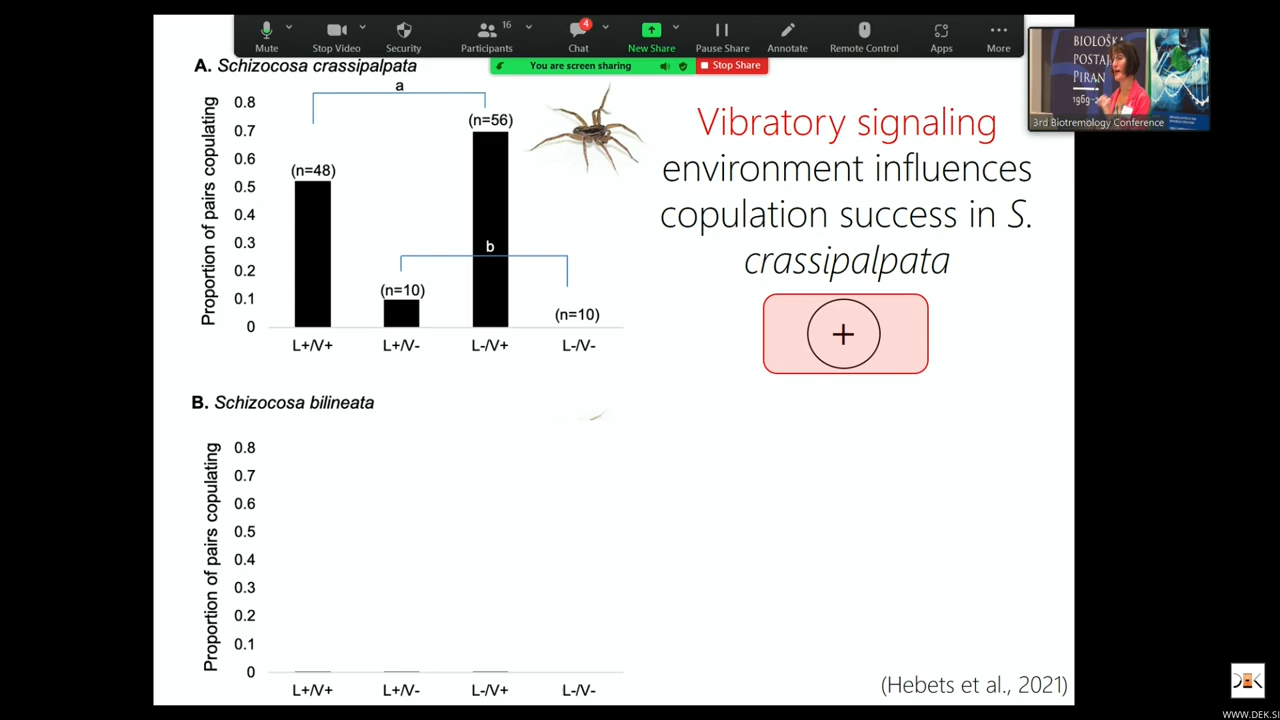 16
4
Mute
Stop Video
Security
Participants
Chat
New Share
Pause Share
Annotate
Remote Control
Apps
More
You are screen sharing
Stop Share
BIOLOŠKA
POSTAJ
PIRAN
3rd Biotremology Conference
A. Schizocosa crassipalpata
Proportion of pairs copulating
0.8
0.7
0.6
0.5
0.4
0.3
0.2
0.1
0
a
(n=48)
(n=10)
(n=56)
b
(n=10)
L+/V+
L+/V-
L-/V+
L-/V-
Vibratory signaling
environment influences
copulation success in S.
crassipalpata
+
B. Schizocosa bilineata
Proportion of pairs copulating
0.8
0.7
0.6
0.5
0.4
0.3
0.2
0.1
0
L+/V+
L+/V-
L-/V+
L-/V-
(Hebets et al., 2021)
WWW.DEK.SI